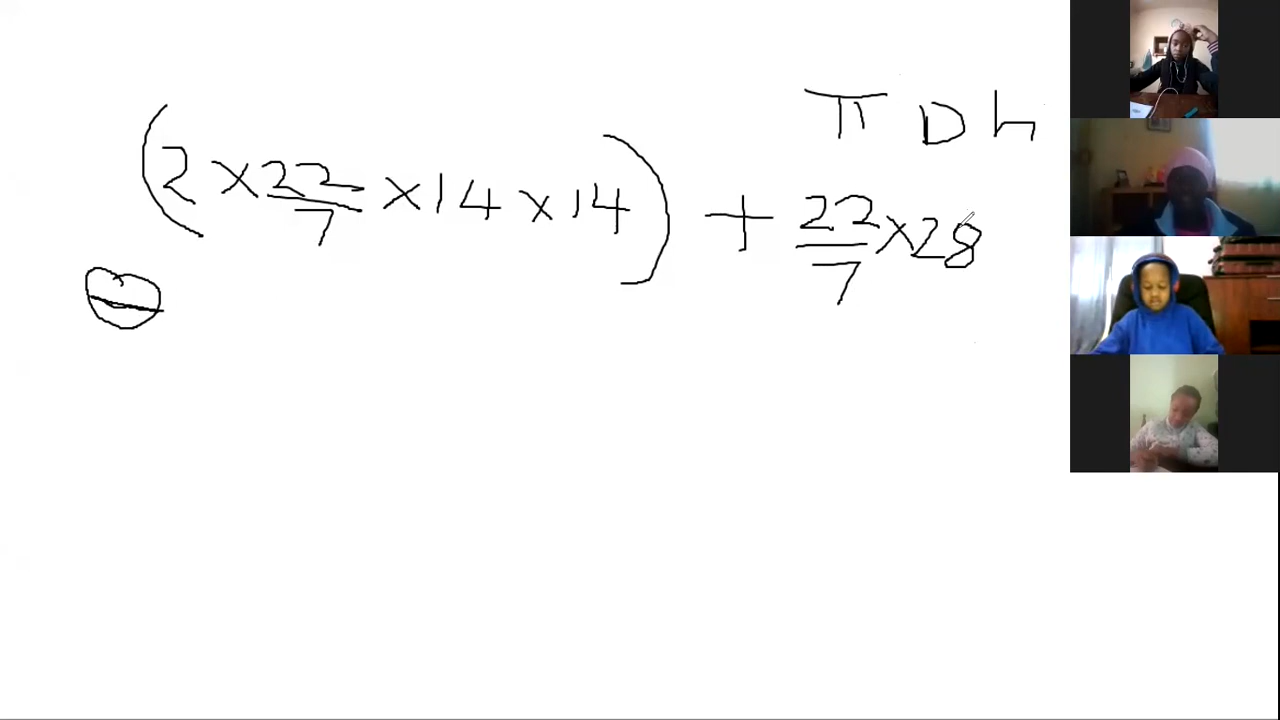 π D h
(2 × 22/7 × 14 × 14) + 22/7 × 28